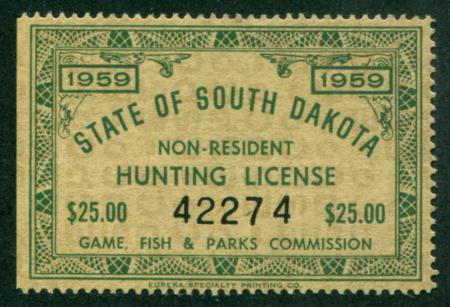 1959 1959
STATE OF SOUTH DAKOTA
NON-RESIDENT
HUNTING LICENSE
$25.00 42274 $25.00
GAME, FISH & PARKS COMMISSION
EUREKA SPECIALTY PRINTING CO.